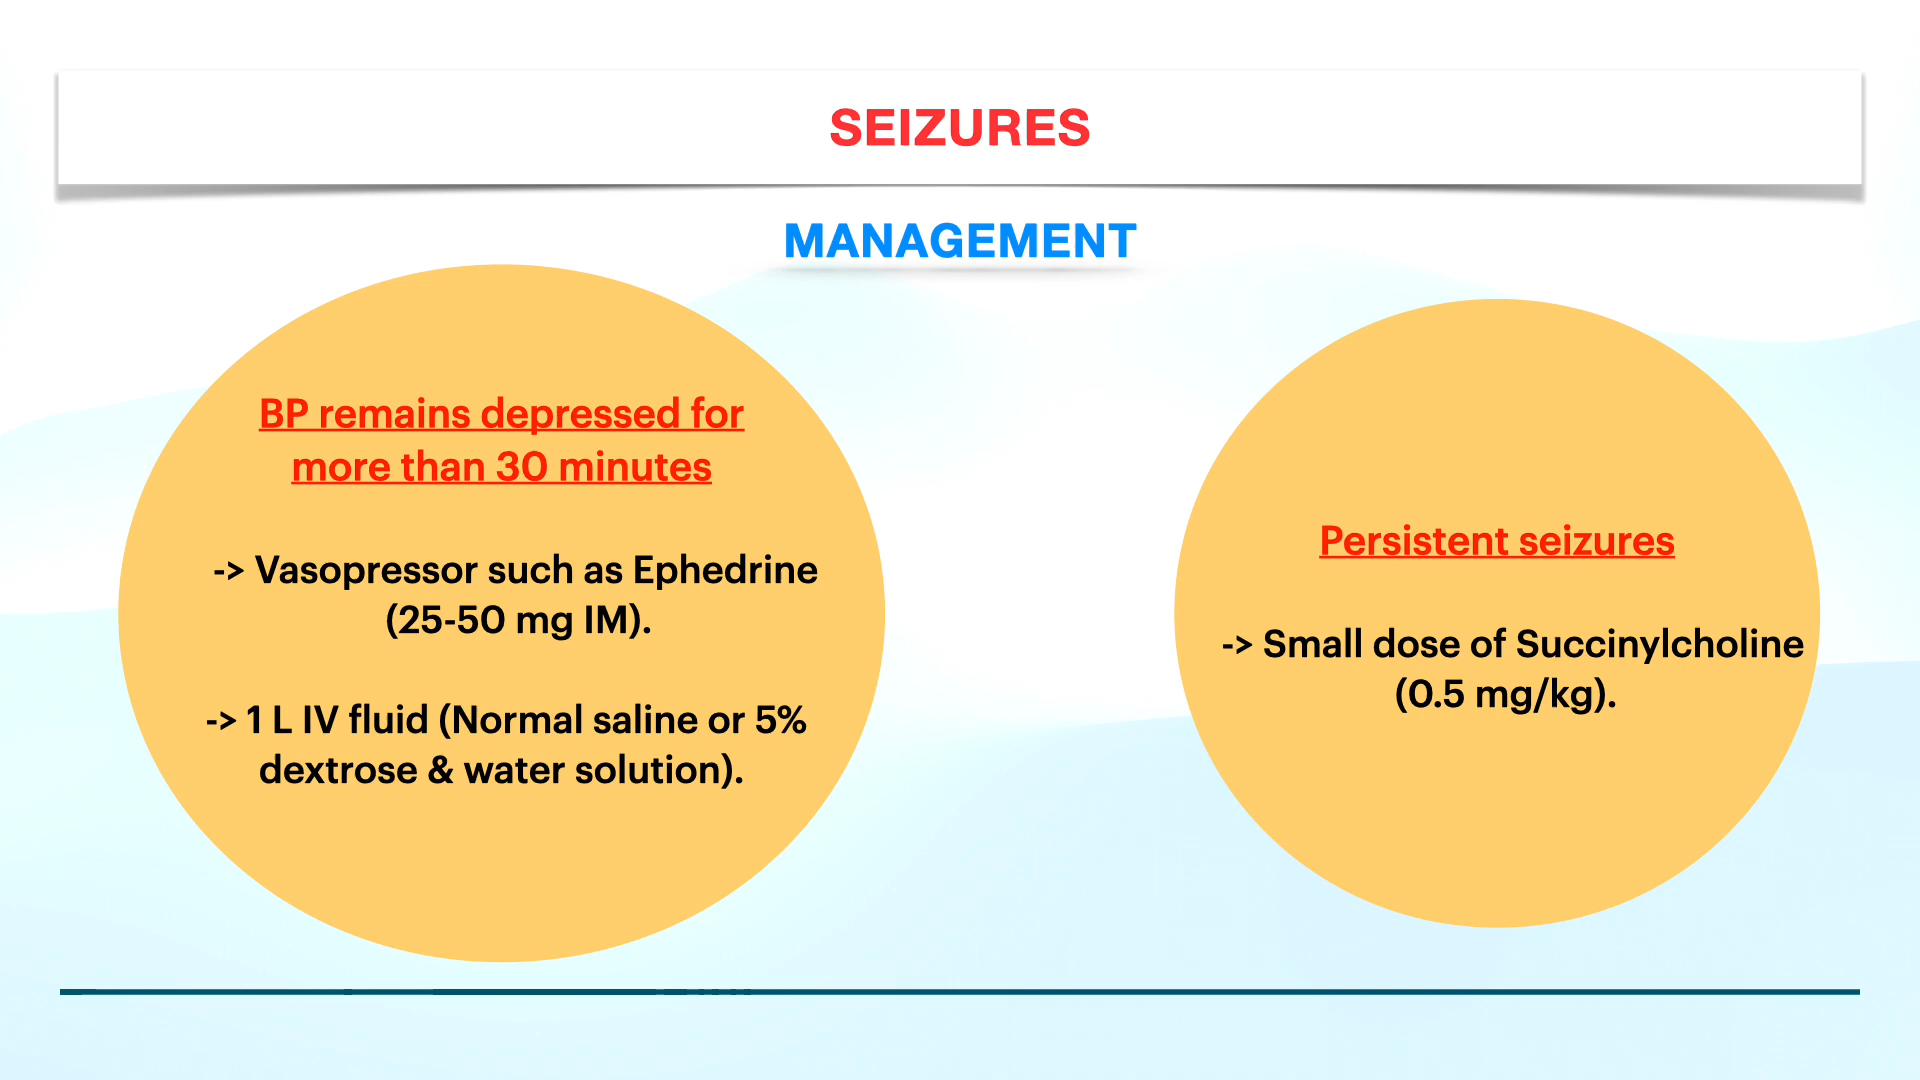 SEIZURES
MANAGEMENT
BP remains depressed for
more than 30 minutes
-> Vasopressor such as Ephedrine
(25-50 mg IM).
-> 1 L IV fluid (Normal saline or 5%
dextrose & water solution).
Persistent seizures
-> Small dose of Succinylcholine
(0.5 mg/kg).